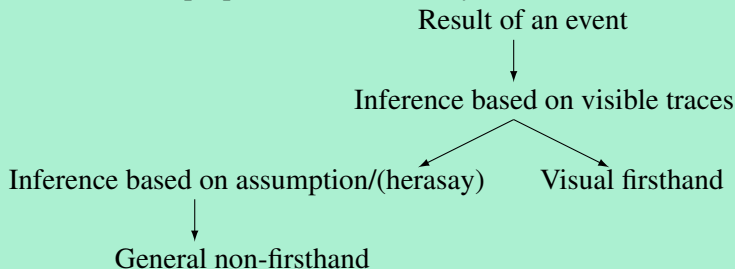 Result of an event
Inference based on visible traces
Inference based on assumption/(herasay) Visual firsthand
General non-firsthand